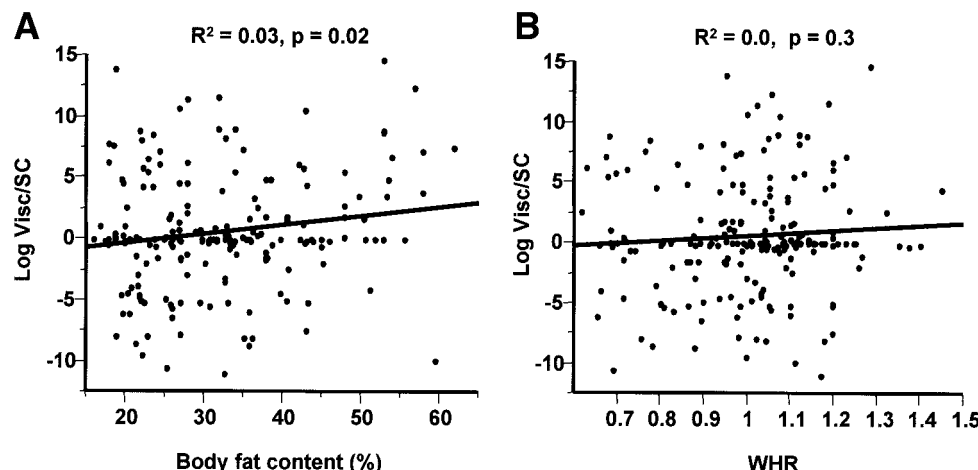 A
R² = 0.03, p = 0.02
Log Visc/SC
15
10
5
0
-5
-10
20 30 40 50 60
Body fat content (%)
B
R² = 0.0, p = 0.3
Log Visc/SC
15
10
5
0
-5
-10
0.7 0.8 0.9 1 1.1 1.2 1.3 1.4 1.5
WHR